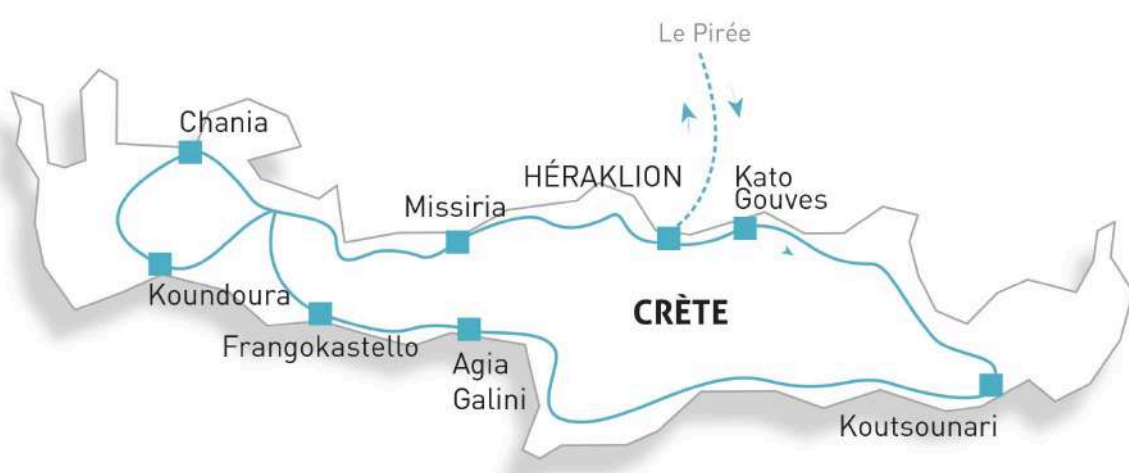 Le Pirée
Chania
HÉRAKLION
Kato
Gouves
Missiria
Koundoura
CRÈTE
Frangokastello
Agia
Galini
Koutsounari